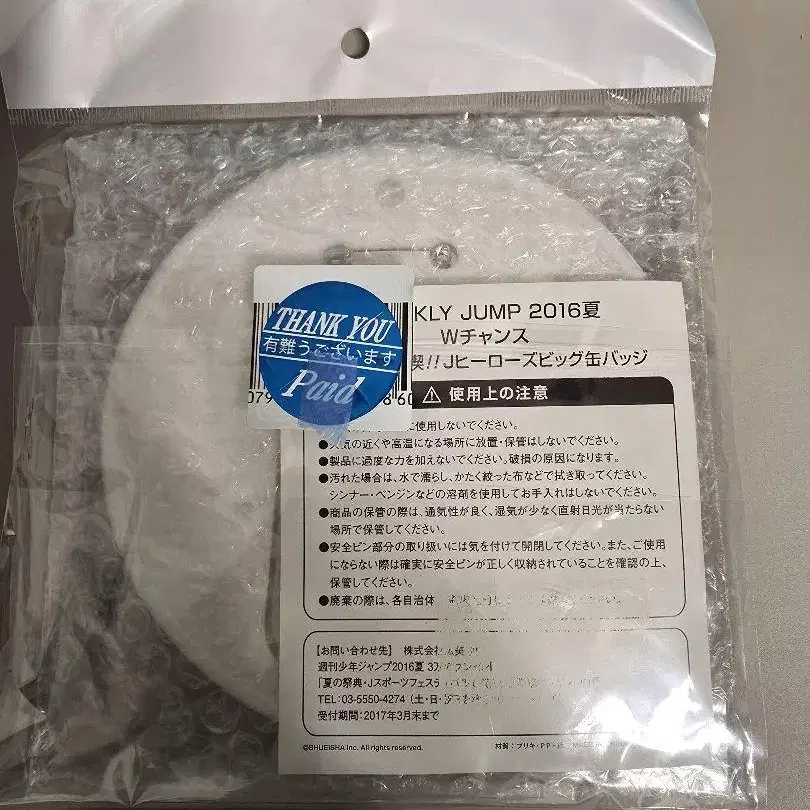 KLY JUMP 2016夏
Wチャンス
喫!!Jヒーローズビッグ缶バッジ
THANK YOU
有難うございます
Paid
079
8 60
⚠ 使用上の注意
使用しないでください。
の近くや高温になる場所に放置・保管はしないでください。
●製品に過度な力を加えないでください。破損の原因になります。
●汚れた場合は、水で濡らし、かたく絞った布などで拭き取ってください。
シンナー・ベンジンなどの溶剤を使用してお手入れはしないでください。
●商品の保管の際は、通気性が良く、湿気が少なく直射日光が当たらない
場所で保管してください。
●安全ピン部分の取り扱いには気を付けて開閉してください。また、ご使用
にならない際は確実に安全ピンが正しく収納されていることを確認の上、
保管してください。
●廃棄の際は、各自治体
【お問い合わせ先】 株式会社
週刊少年ジャンプ2016夏
「夏の祭典・Jスポーツフェス
TEL:03-5550-4274 (土・日・
受付期間:2017年3月末まで
©SHUEISHA Inc. All rights reserved.
材質:ブリキ・PP・